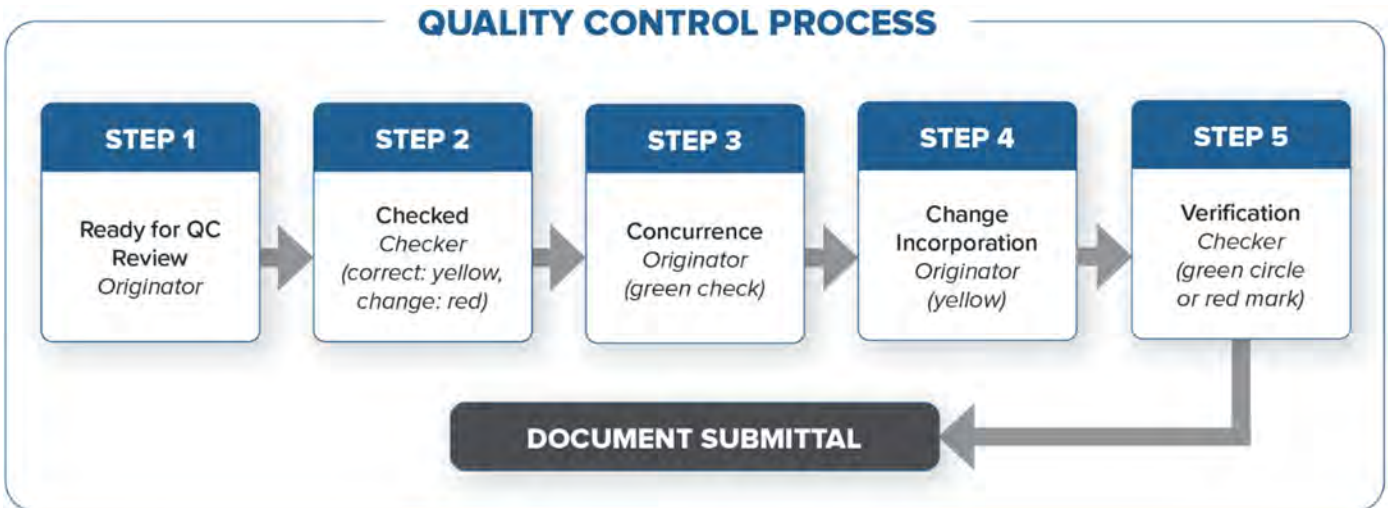 QUALITY CONTROL PROCESS
STEP 1
Ready for QC
Review
Originator
STEP 2
Checked
Checker
(correct: yellow,
change: red)
STEP 3
Concurrence
Originator
(green check)
STEP 4
Change
Incorporation
Originator
(yellow)
STEP 5
Verification
Checker
(green circle
or red mark)
DOCUMENT SUBMITTAL